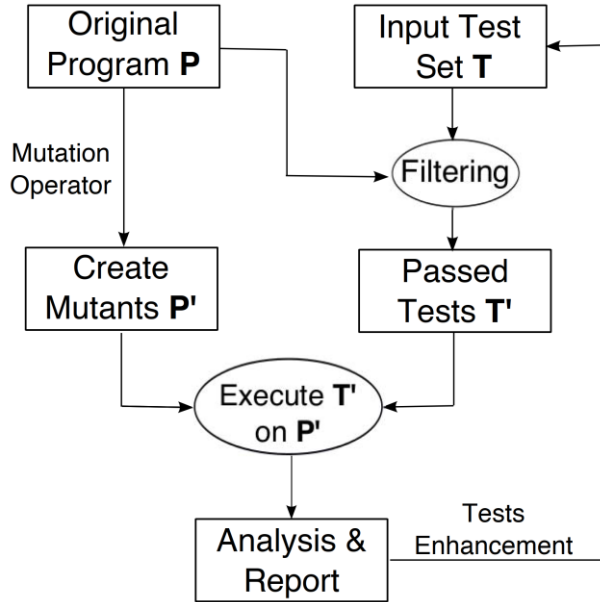 Original
Program P
Input Test
Set T
Mutation
Operator
Filtering
Create
Mutants P'
Passed
Tests T'
Execute T'
on P'
Analysis &
Report
Tests
Enhancement